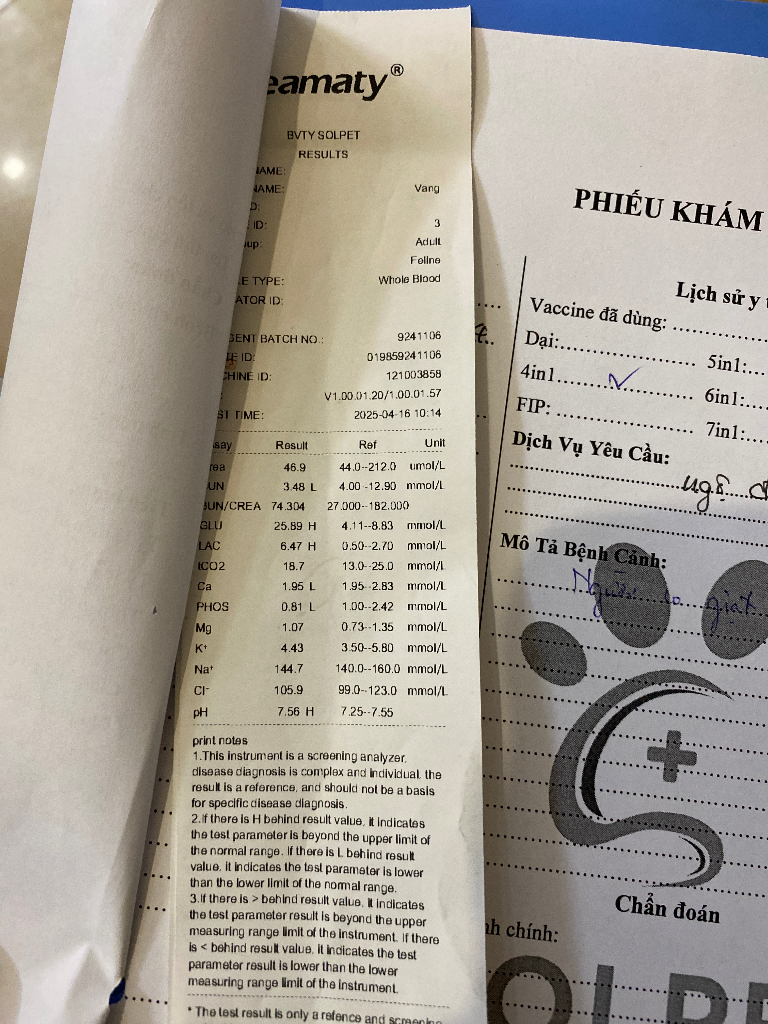 eamaty®
BVTY SOLPET
RESULTS
AME:
NAME: Vang
D:
ID: 3
up: Adult
Feline
E TYPE: Whole Blood
ATOR ID:
ENT BATCH NO.: 9241106
E ID: 019859241106
CHINE ID: 121003858
: V1.00.01.20/1.00.01.57
ST TIME: 2025-04-16 10:14
say Result Ref Unit
rea 46.9 44.0--212.0 umol/L
UN 3.48 L 4.00--12.90 mmol/L
BUN/CREA 74.304 27.000--182.000
GLU 25.89 H 4.11--8.83 mmol/L
LAC 6.47 H 0.50--2.70 mmol/L
tCO2 18.7 13.0--25.0 mmol/L
Ca 1.95 L 1.95--2.83 mmol/L
PHOS 0.81 L 1.00--2.42 mmol/L
Mg 1.07 0.73--1.35 mmol/L
K⁺ 4.43 3.50--5.80 mmol/L
Na⁺ 144.7 140.0--160.0 mmol/L
Cl⁻ 105.9 99.0--123.0 mmol/L
pH 7.56 H 7.25--7.55
print notes
1.This instrument is a screening analyzer,
disease diagnosis is complex and individual, the
result is a reference, and should not be a basis
for specific disease diagnosis.
2.If there is H behind result value, it indicates
the test parameter is beyond the upper limit of
the normal range. If there is L behind result
value, it indicates the test parameter is lower
than the lower limit of the normal range.
3.If there is > behind result value, it indicates
the test parameter result is beyond the upper
measuring range limit of the instrument. If there
is < behind result value, it indicates the test
parameter result is lower than the lower
measuring range limit of the instrument.
* The test result is only a refence and screening
PHIẾU KHÁM
Lịch sử y t
Vaccine đã dùng:
Dại: 5in1:
4in1 ✓ 6in1:
FIP: 7in1:
Dịch Vụ Yêu Cầu:
ngộ
Mô Tả Bệnh Cảnh:
giật
Chẩn đoán
h chính:
OLPE